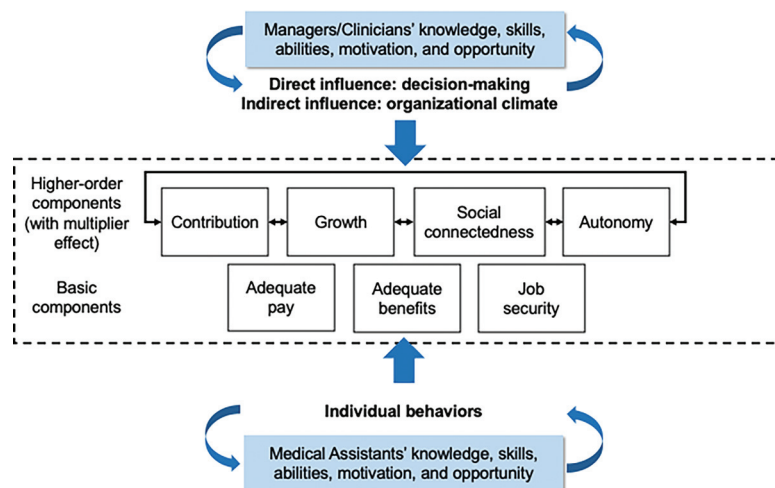 Managers/Clinicians' knowledge, skills,
abilities, motivation, and opportunity
Direct influence: decision-making
Indirect influence: organizational climate
Higher-order
components
(with multiplier
effect)
Contribution
Growth
Social
connectedness
Autonomy
Basic
components
Adequate
pay
Adequate
benefits
Job
security
Individual behaviors
Medical Assistants' knowledge, skills,
abilities, motivation, and opportunity